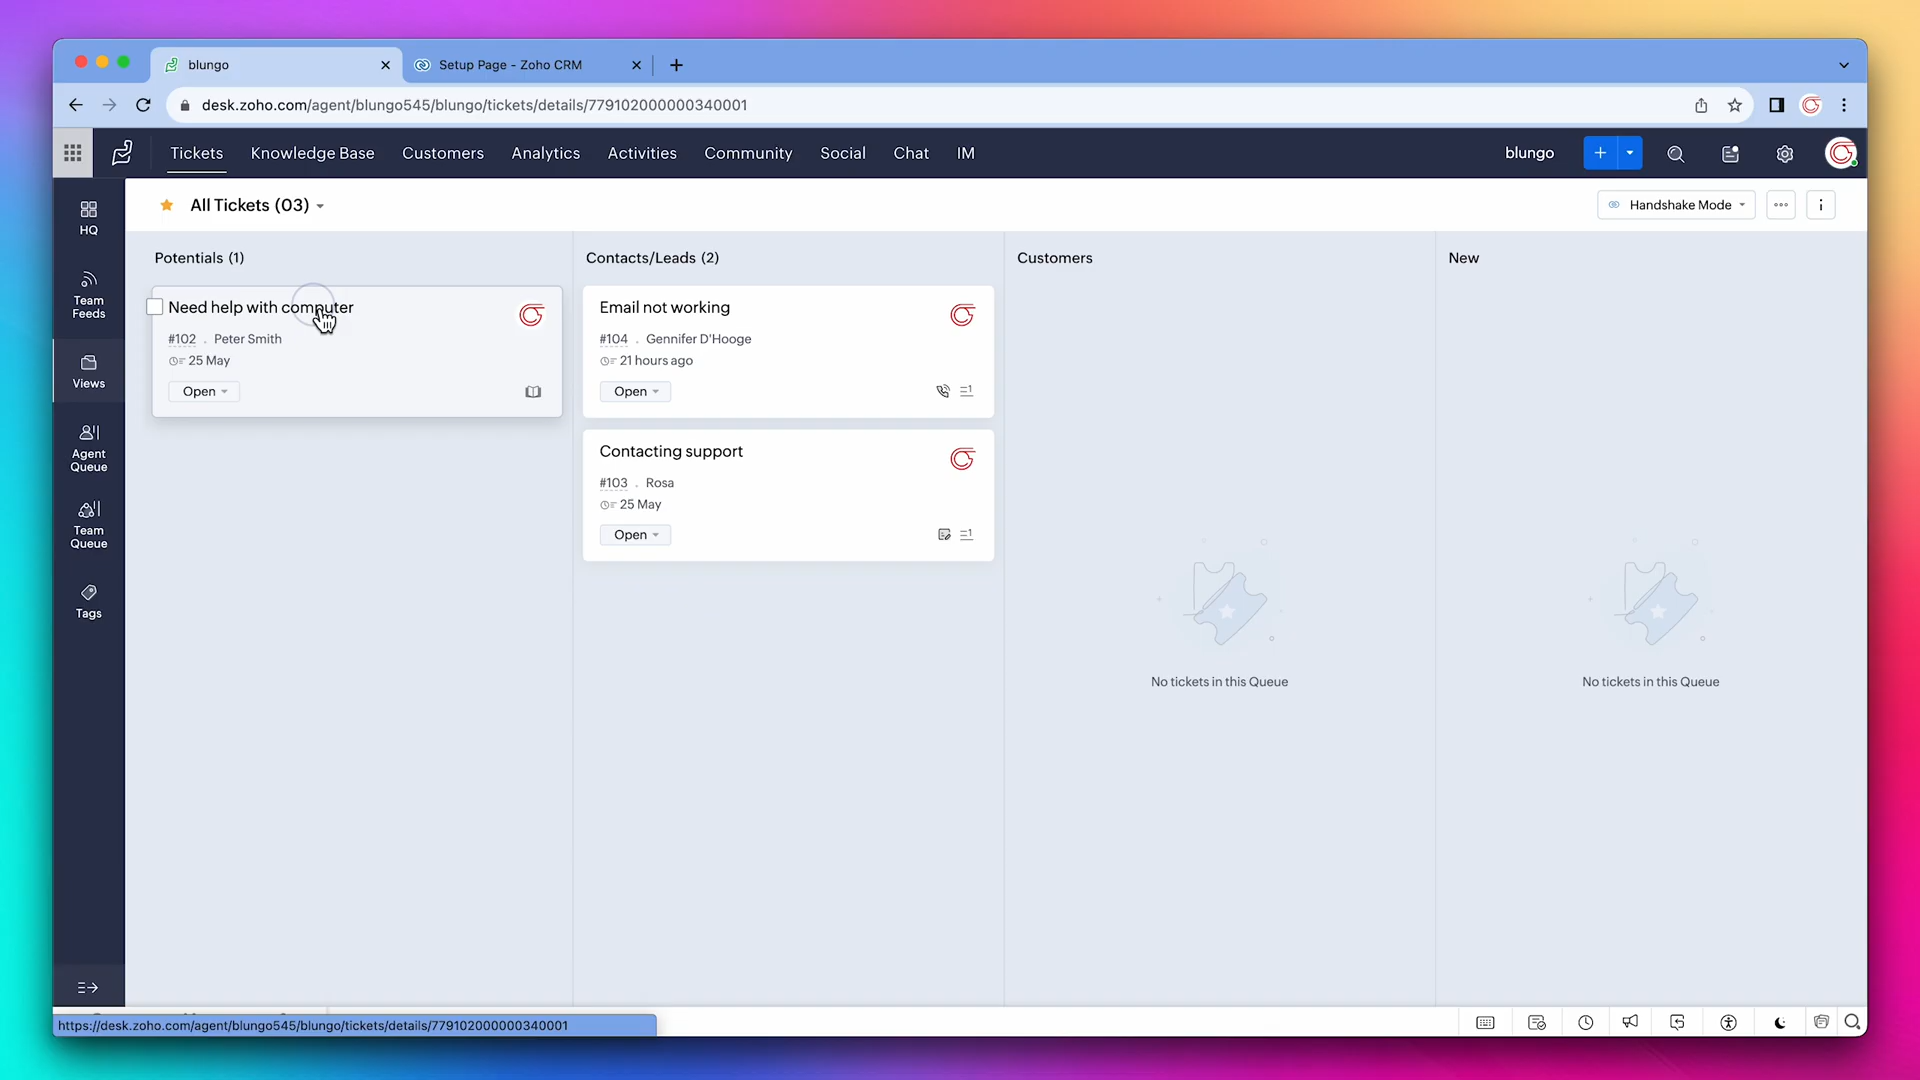 blungo
Setup Page - Zoho CRM
desk.zoho.com/agent/blungo545/blungo/tickets/details/779102000000340001
Tickets
Knowledge Base
Customers
Analytics
Activities
Community
Social
Chat
IM
blungo
HQ
Team
Feeds
Views
Agent
Queue
Team
Queue
Tags
All Tickets (03)
Handshake Mode
Potentials (1)
Need help with computer
#102 . Peter Smith
25 May
Open
Contacts/Leads (2)
Email not working
#104 . Gennifer D'Hooge
21 hours ago
Open
1
Contacting support
#103 . Rosa
25 May
Open
1
Customers
No tickets in this Queue
New
No tickets in this Queue
https://desk.zoho.com/agent/blungo545/blungo/tickets/details/779102000000340001